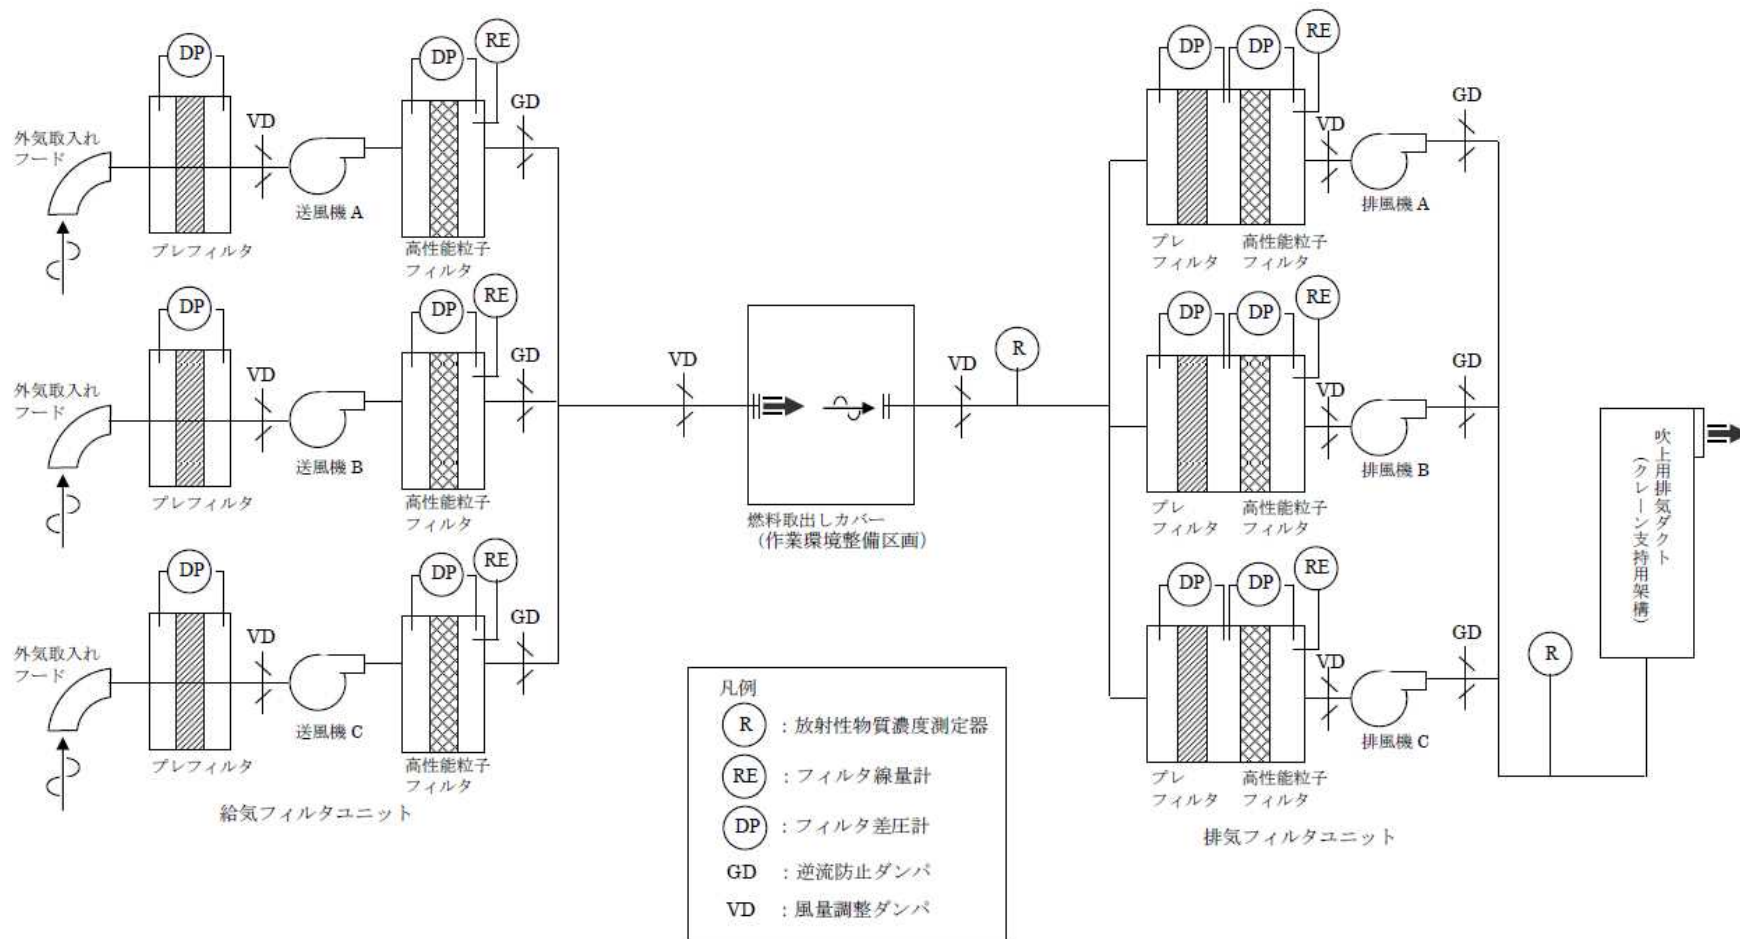 DP
DP
RE
外気取入れ
フード
VD
GD
送風機 A
プレフィルタ
高性能粒子
フィルタ
DP
DP
RE
外気取入れ
フード
VD
GD
送風機 B
プレフィルタ
高性能粒子
フィルタ
DP
DP
RE
外気取入れ
フード
VD
GD
送風機 C
プレフィルタ
高性能粒子
フィルタ
給気フィルタユニット
VD
燃料取出しカバー
（作業環境整備区画）
VD
R
DP
DP
RE
VD
GD
排風機 A
プレ
フィルタ
高性能粒子
フィルタ
DP
DP
RE
VD
GD
排風機 B
プレ
フィルタ
高性能粒子
フィルタ
DP
DP
RE
VD
GD
排風機 C
プレ
フィルタ
高性能粒子
フィルタ
排気フィルタユニット
R
吹上用排気ダクト
（クレーン支持用架構）
凡例
R ：放射性物質濃度測定器
RE ：フィルタ線量計
DP ：フィルタ差圧計
GD ：逆流防止ダンパ
VD ：風量調整ダンパ